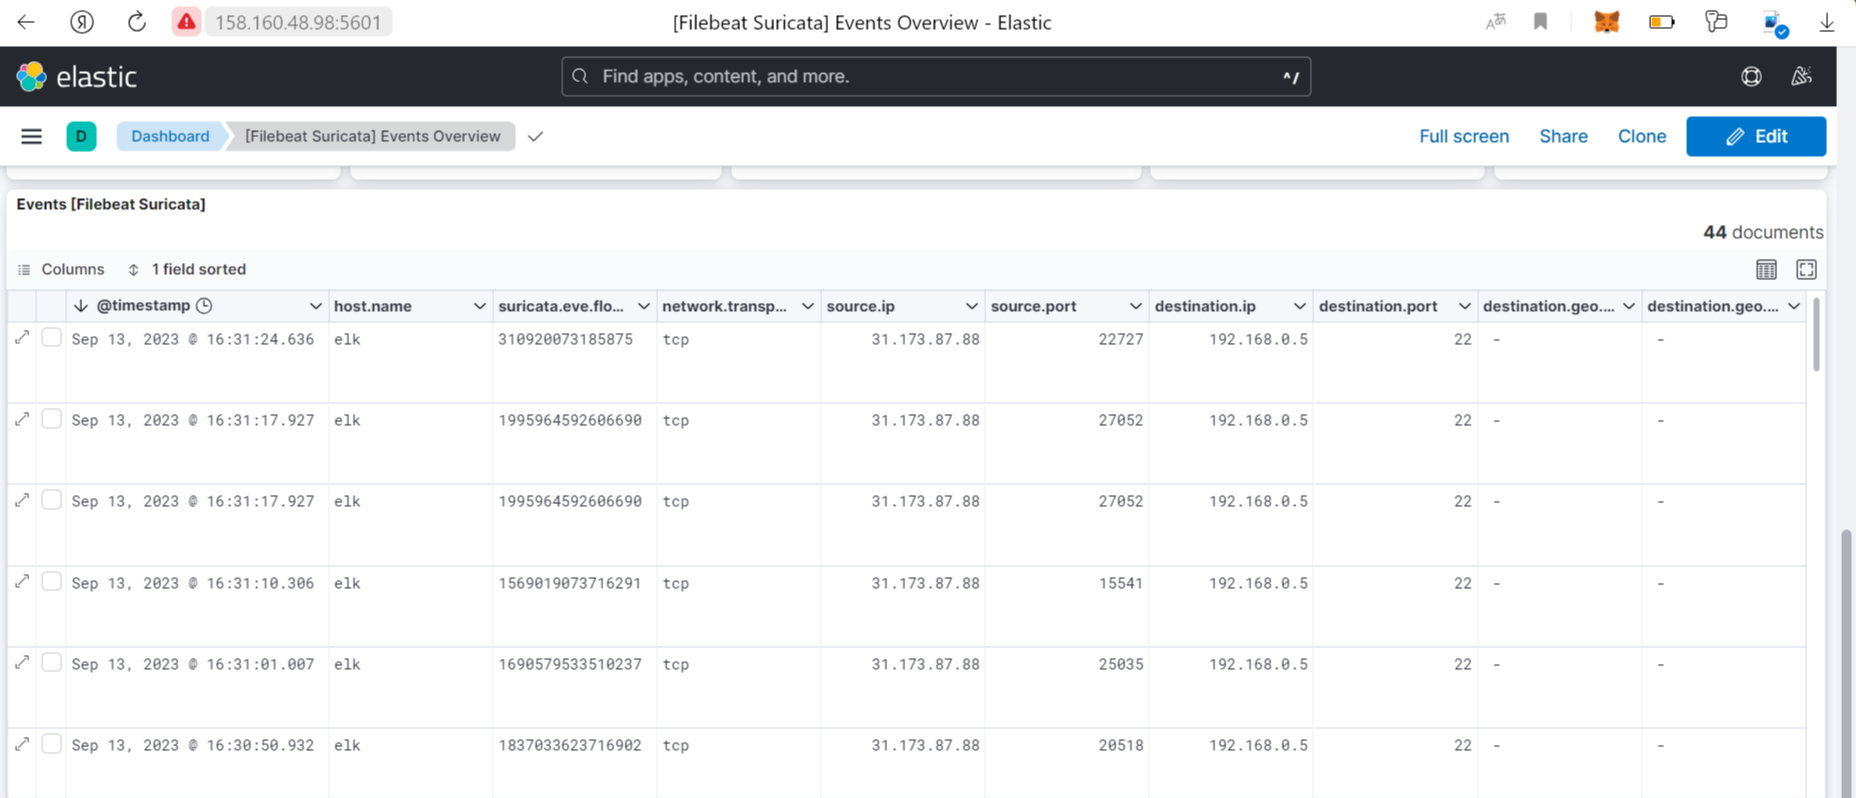 Я 158.160.48.98:5601 [Filebeat Suricata] Events Overview - Elastic
elastic Find apps, content, and more. ^/
D Dashboard [Filebeat Suricata] Events Overview Full screen Share Clone Edit
Events [Filebeat Suricata]
44 documents
Columns 1 field sorted
@timestamp host.name suricata.eve.flo... network.transp... source.ip source.port destination.ip destination.port destination.geo.... destination.geo....
Sep 13, 2023 @ 16:31:24.636 elk 310920073185875 tcp 31.173.87.88 22727 192.168.0.5 22 - -
Sep 13, 2023 @ 16:31:17.927 elk 1995964592606690 tcp 31.173.87.88 27052 192.168.0.5 22 - -
Sep 13, 2023 @ 16:31:17.927 elk 1995964592606690 tcp 31.173.87.88 27052 192.168.0.5 22 - -
Sep 13, 2023 @ 16:31:10.306 elk 1569019073716291 tcp 31.173.87.88 15541 192.168.0.5 22 - -
Sep 13, 2023 @ 16:31:01.007 elk 1690579533510237 tcp 31.173.87.88 25035 192.168.0.5 22 - -
Sep 13, 2023 @ 16:30:50.932 elk 1837033623716902 tcp 31.173.87.88 20518 192.168.0.5 22 - -